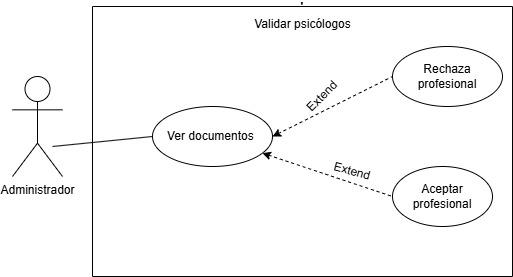 Validar psicólogos
Rechaza
profesional
Extend
Ver documentos
Extend
Aceptar
profesional
Administrador